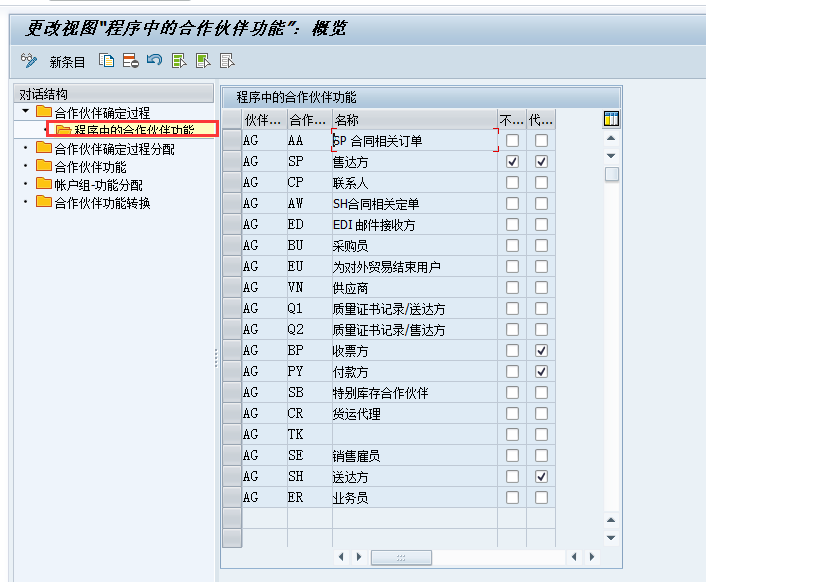 更改视图"程序中的合作伙伴功能"： 概览
新条目
对话结构
合作伙伴确定过程
程序中的合作伙伴功能
合作伙伴确定过程分配
合作伙伴功能
帐户组-功能分配
合作伙伴功能转换
程序中的合作伙伴功能
伙伴... 合作... 名称 不... 代...
AG AA SP 合同相关订单
AG SP 售达方
AG CP 联系人
AG AW SH合同相关定单
AG ED EDI 邮件接收方
AG BU 采购员
AG EU 为对外贸易结束用户
AG VN 供应商
AG Q1 质量证书记录/送达方
AG Q2 质量证书记录/售达方
AG BP 收票方
AG PY 付款方
AG SB 特别库存合作伙伴
AG CR 货运代理
AG TK
AG SE 销售雇员
AG SH 送达方
AG ER 业务员